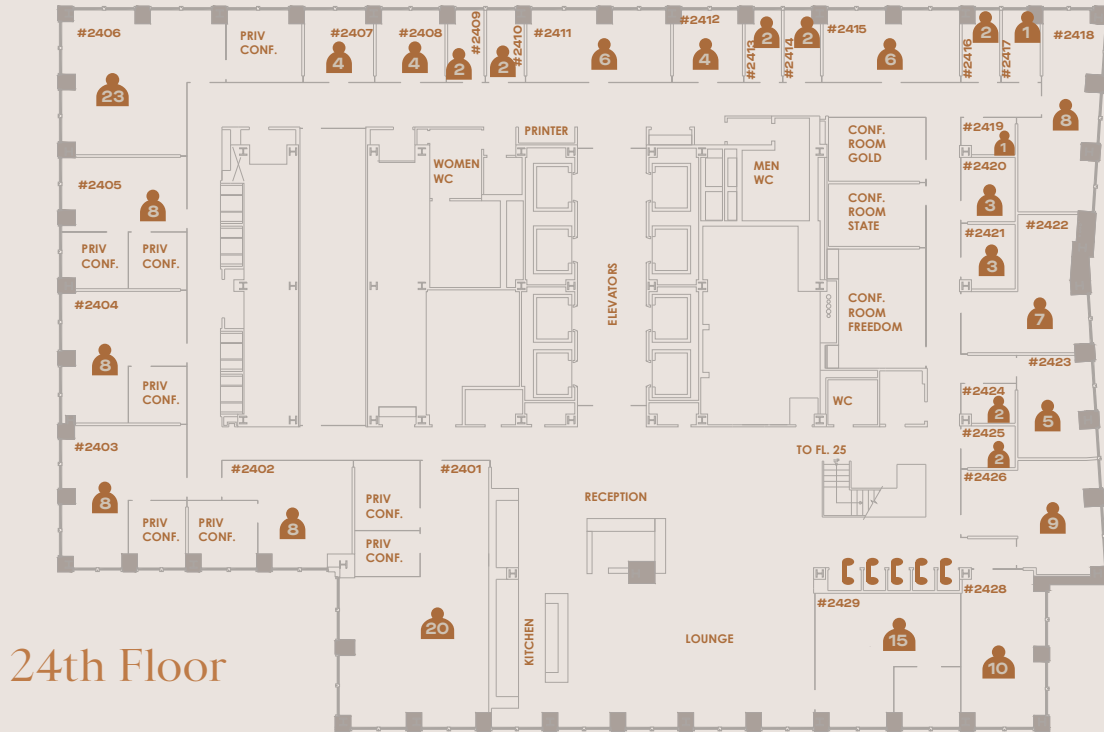 #2406
23
PRIV
CONF.
#2407
4
#2408
4
#2409
2
#2410
2
#2411
6
#2412
4
#2413
2
#2414
2
#2415
6
#2416
2
#2417
1
#2418
8
PRINTER
WOMEN
WC
MEN
WC
CONF.
ROOM
GOLD
#2419
1
#2420
3
CONF.
ROOM
STATE
#2421
3
#2422
7
#2405
8
PRIV
CONF.
PRIV
CONF.
#2404
8
PRIV
CONF.
ELEVATORS
CONF.
ROOM
FREEDOM
WC
#2423
5
#2424
2
#2425
2
#2403
8
PRIV
CONF.
PRIV
CONF.
#2402
8
#2401
PRIV
CONF.
PRIV
CONF.
20
TO FL. 25
RECEPTION
#2426
9
#2428
10
#2429
15
KITCHEN
LOUNGE
24th Floor